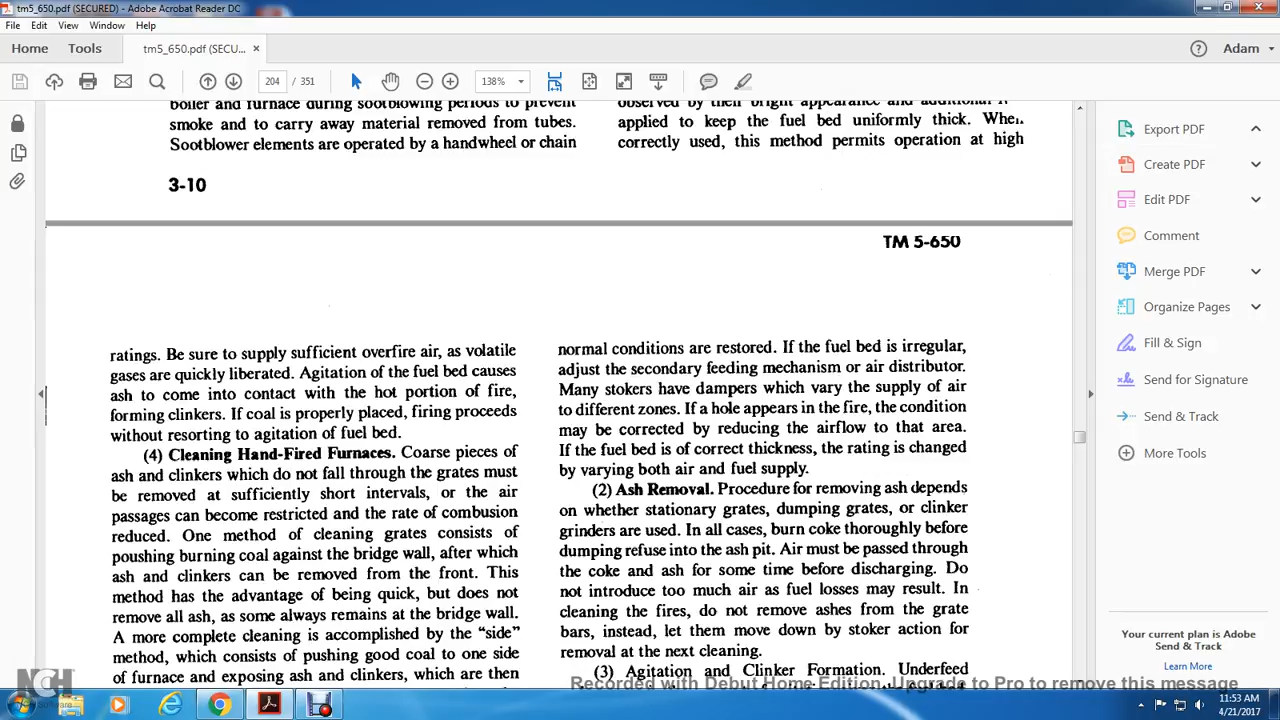 tm5_650.pdf (SECURED) - Adobe Acrobat Reader DC
File Edit View Window Help
Home Tools tm5_650.pdf (SECU... × Adam
204 / 351 138%
boiler and furnace during sootblowing periods to prevent
smoke and to carry away material removed from tubes.
Sootblower elements are operated by a handwheel or chain
3-10
observed by their bright appearance and additional
applied to keep the fuel bed uniformly thick. When
correctly used, this method permits operation at high
TM 5-650
ratings. Be sure to supply sufficient overfire air, as volatile
gases are quickly liberated. Agitation of the fuel bed causes
ash to come into contact with the hot portion of fire,
forming clinkers. If coal is properly placed, firing proceeds
without resorting to agitation of fuel bed.
(4) Cleaning Hand-Fired Furnaces. Coarse pieces of
ash and clinkers which do not fall through the grates must
be removed at sufficiently short intervals, or the air
passages can become restricted and the rate of combustion
reduced. One method of cleaning grates consists of
poushing burning coal against the bridge wall, after which
ash and clinkers can be removed from the front. This
method has the advantage of being quick, but does not
remove all ash, as some always remains at the bridge wall.
A more complete cleaning is accomplished by the “side”
method, which consists of pushing good coal to one side
of furnace and exposing ash and clinkers, which are then
normal conditions are restored. If the fuel bed is irregular,
adjust the secondary feeding mechanism or air distributor.
Many stokers have dampers which vary the supply of air
to different zones. If a hole appears in the fire, the condition
may be corrected by reducing the airflow to that area.
If the fuel bed is of correct thickness, the rating is changed
by varying both air and fuel supply.
(2) Ash Removal. Procedure for removing ash depends
on whether stationary grates, dumping grates, or clinker
grinders are used. In all cases, burn coke thoroughly before
dumping refuse into the ash pit. Air must be passed through
the coke and ash for some time before discharging. Do
not introduce too much air as fuel losses may result. In
cleaning the fires, do not remove ashes from the grate
bars, instead, let them move down by stoker action for
removal at the next cleaning.
(3) Agitation and Clinker Formation. Underfeed
Export PDF
Create PDF
Edit PDF
Comment
Merge PDF
Organize Pages
Fill & Sign
Send for Signature
Send & Track
More Tools
Your current plan is Adobe
Send & Track
Learn More
Recorded with Debut Home Edition. Upgrade to Pro to remove this message
NCH
Software
11:53 AM
4/21/2017